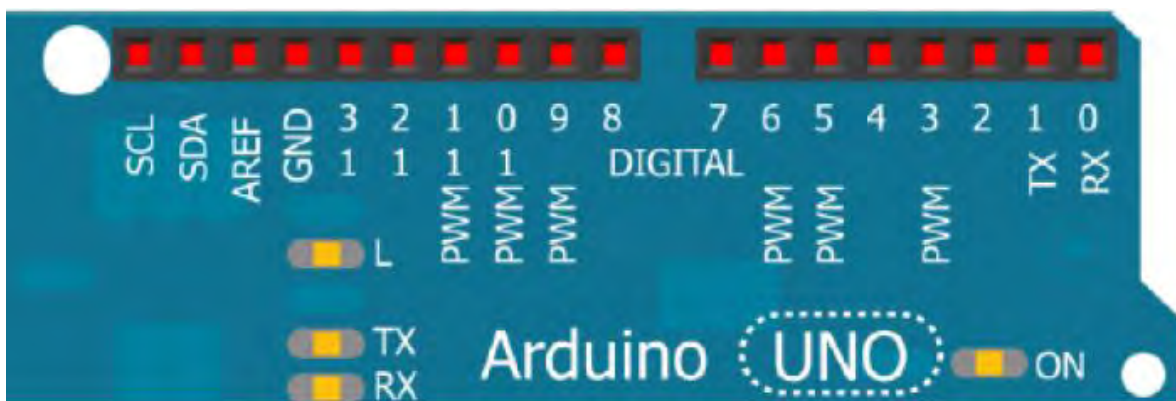 SCL SDA AREF GND 3 2 1 0 9 8 7 6 5 4 3 2 1 0
1 1 1 1 DIGITAL TX RX
PWM PWM PWM PWM PWM PWM
L
TX
RX
Arduino UNO ON